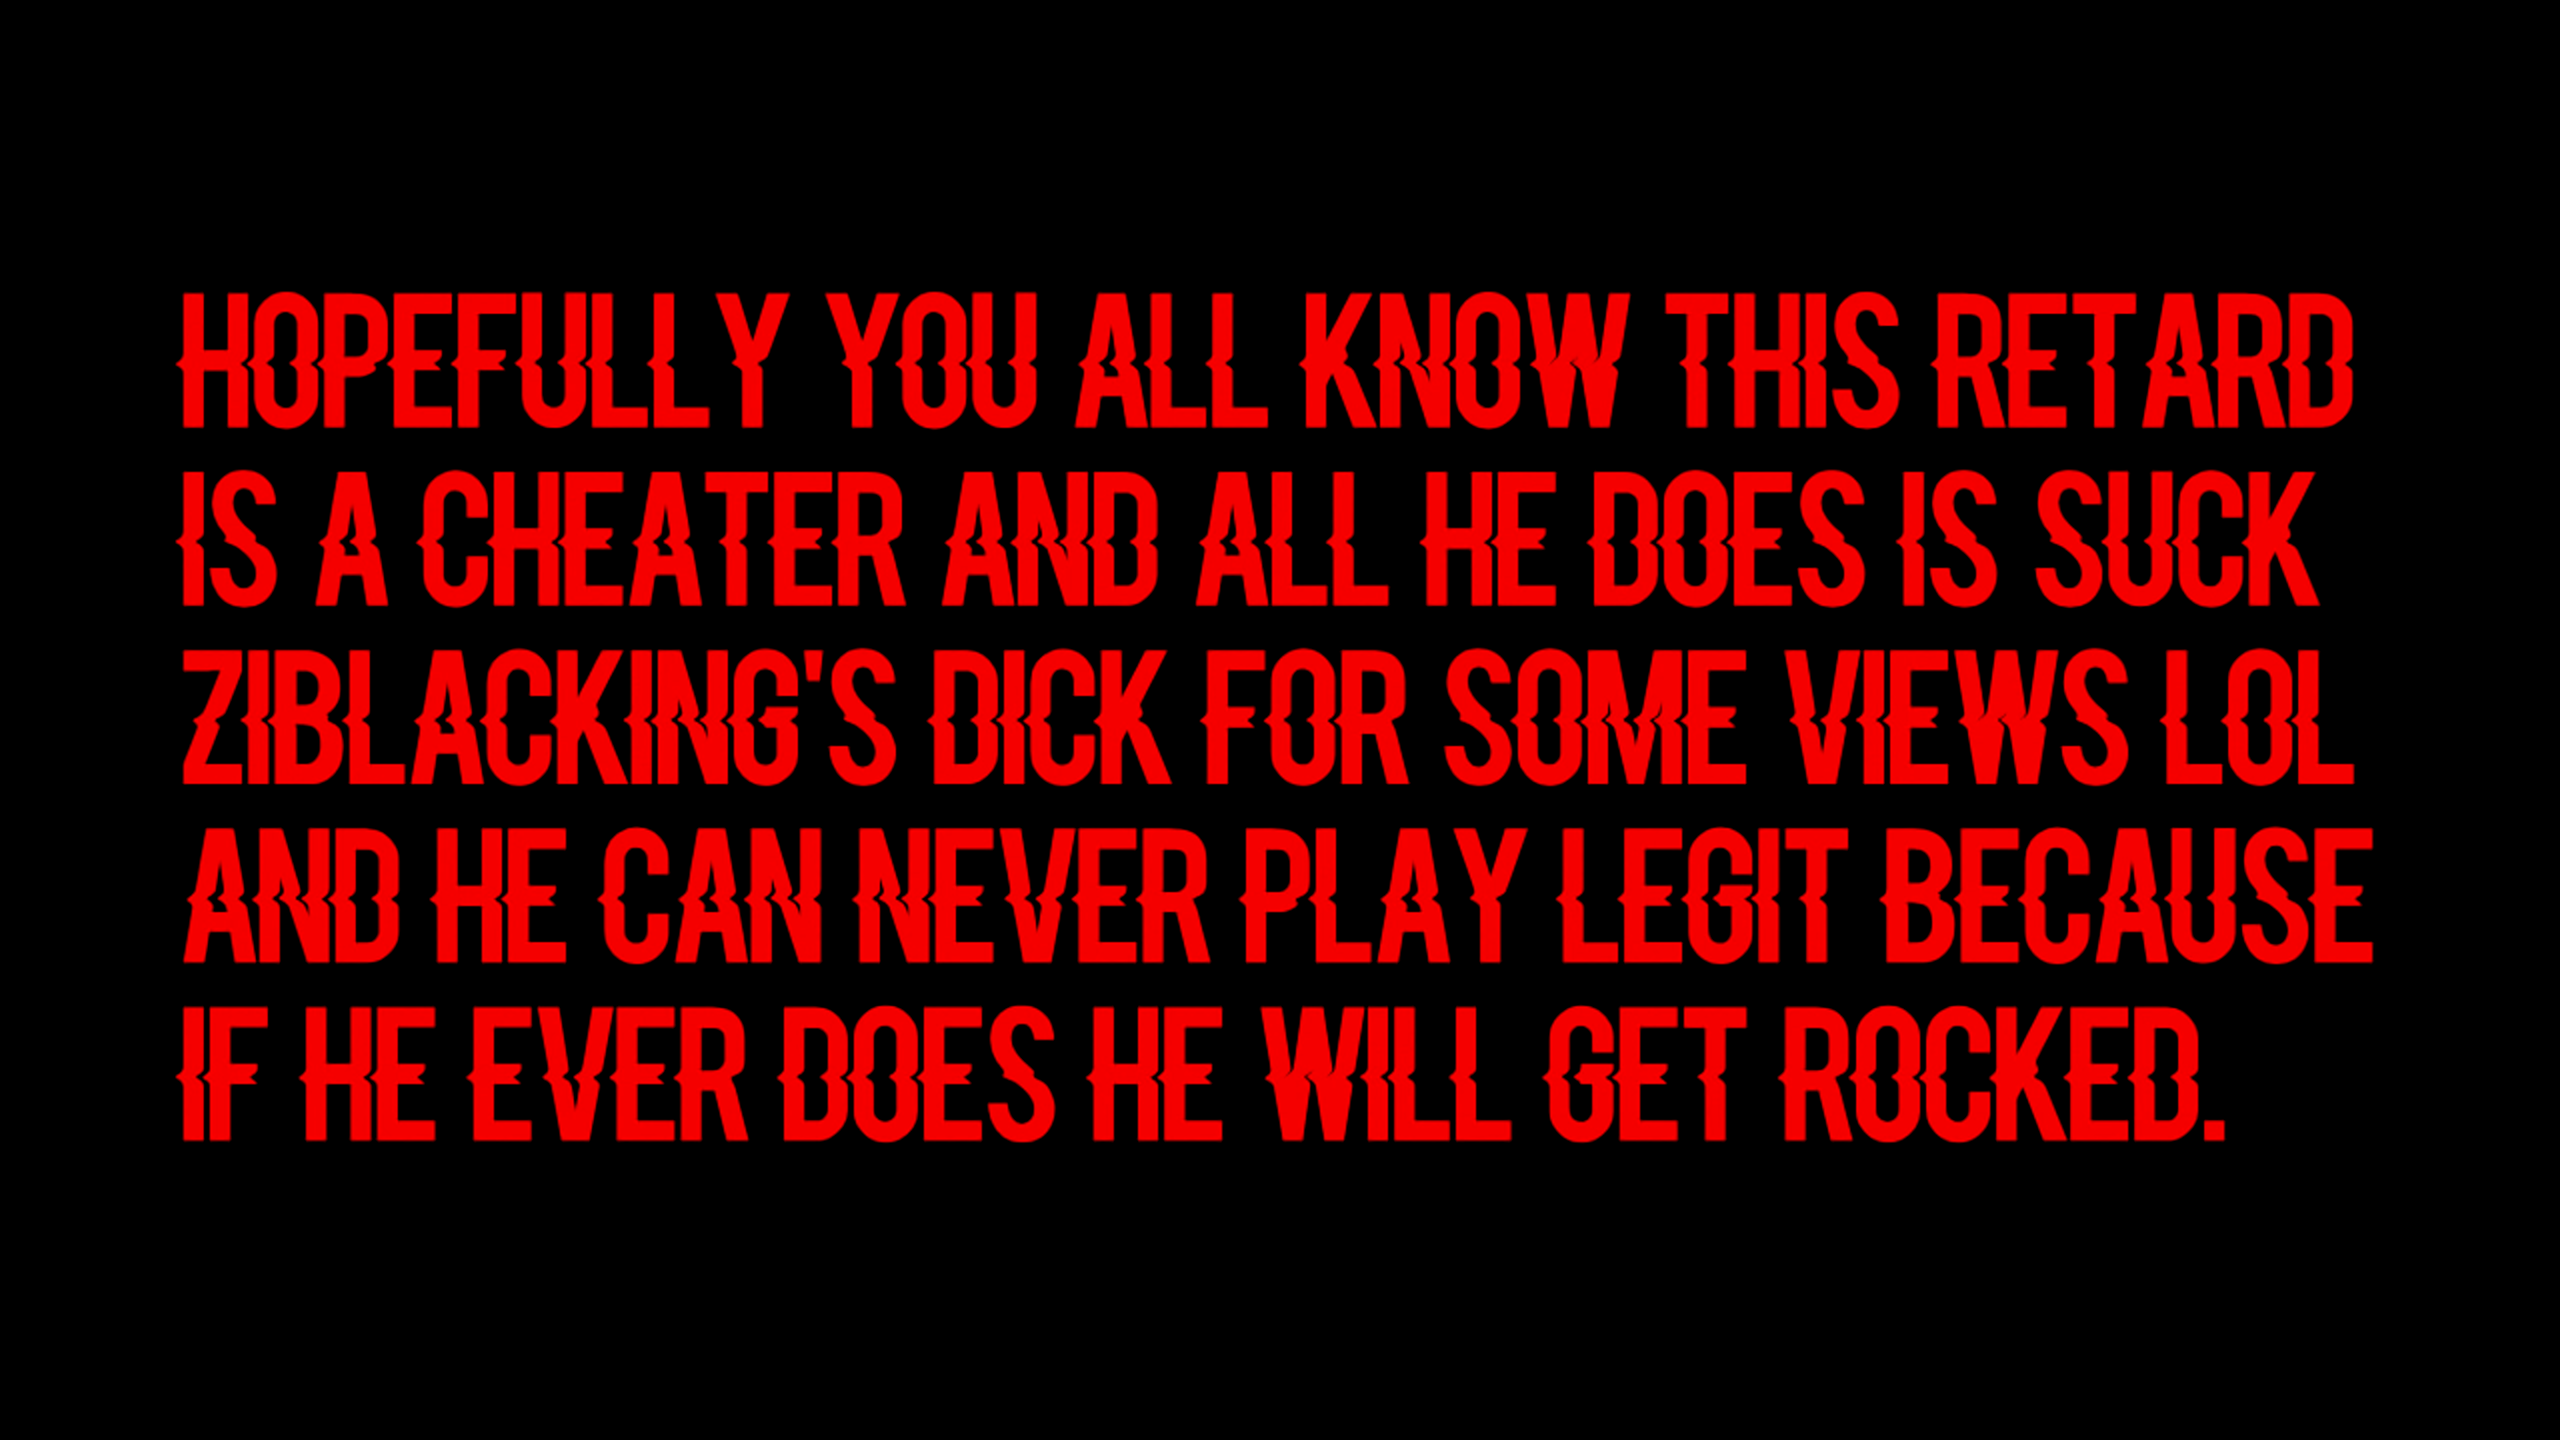 HOPEFULLY YOU ALL KNOW THIS RETARD
IS A CHEATER AND ALL HE DOES IS SUCK
ZIBLACKING'S DICK FOR SOME VIEWS LOL
AND HE CAN NEVER PLAY LEGIT BECAUSE
IF HE EVER DOES HE WILL GET ROCKED.